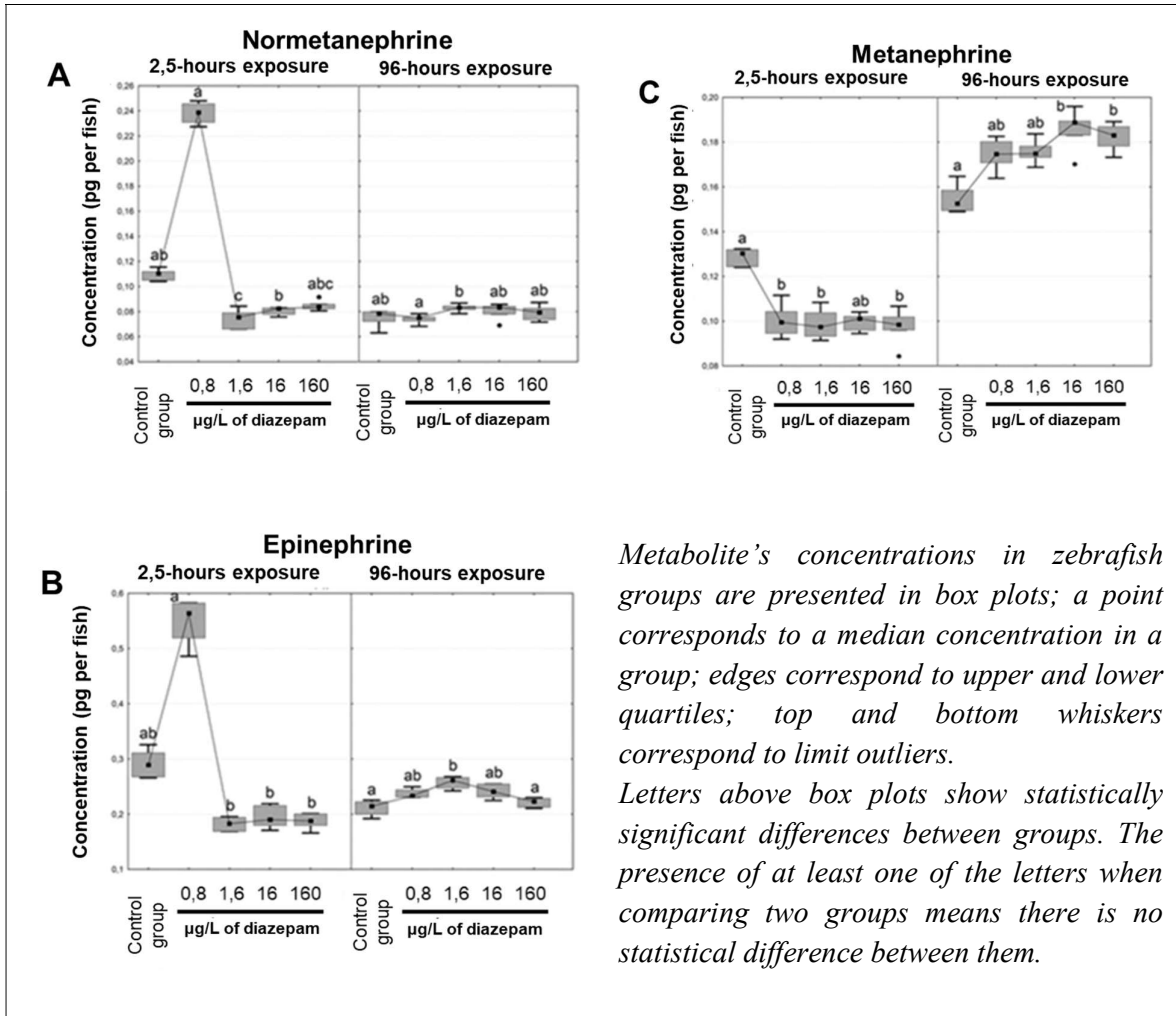 Normetanephrine
A
2,5-hours exposure 96-hours exposure
Concentration (pg per fish)
0,26
0,24
0,22
0,20
0,18
0,16
0,14
0,12
0,10
0,08
0,06
0,04
ab a c b abc
ab a b ab ab
Control group 0,8 1,6 16 160
µg/L of diazepam
Control group 0,8 1,6 16 160
µg/L of diazepam
Metanephrine
C
2,5-hours exposure 96-hours exposure
Concentration (pg per fish)
0,20
0,18
0,16
0,14
0,12
0,10
0,08
a b b ab b
a ab ab b b
Control group 0,8 1,6 16 160
µg/L of diazepam
Control group 0,8 1,6 16 160
µg/L of diazepam
Epinephrine
B
2,5-hours exposure 96-hours exposure
Concentration (pg per fish)
0,6
0,5
0,4
0,3
0,2
0,1
ab a b b b
a ab b ab a
Control group 0,8 1,6 16 160
µg/L of diazepam
Control group 0,8 1,6 16 160
µg/L of diazepam
Metabolite’s concentrations in zebrafish
groups are presented in box plots; a point
corresponds to a median concentration in a
group; edges correspond to upper and lower
quartiles; top and bottom whiskers
correspond to limit outliers.
Letters above box plots show statistically
significant differences between groups. The
presence of at least one of the letters when
comparing two groups means there is no
statistical difference between them.